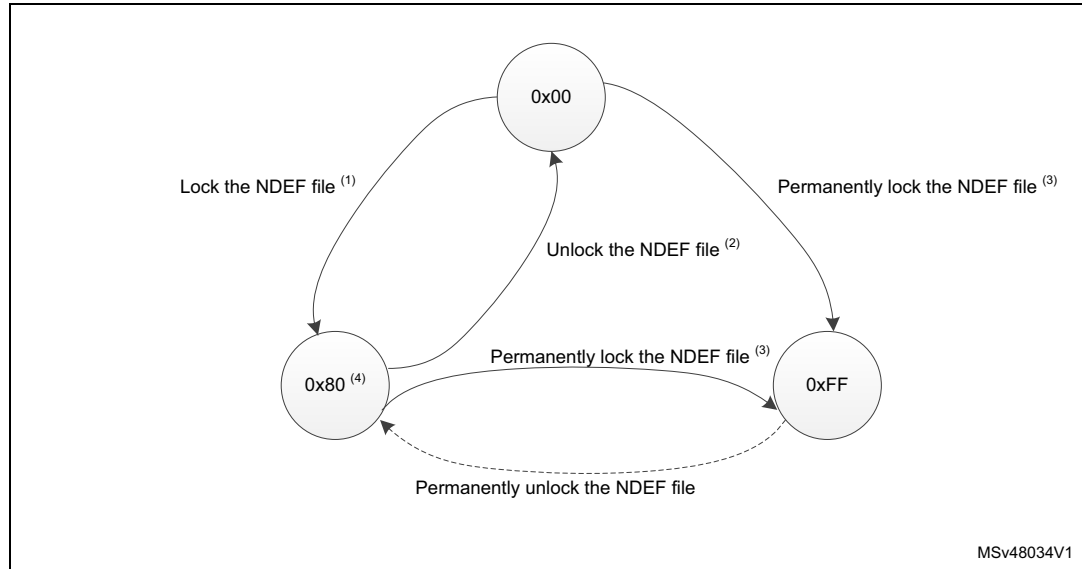 0x00
Lock the NDEF file (1)
Permanently lock the NDEF file (3)
Unlock the NDEF file (2)
Permanently lock the NDEF file (3)
0x80 (4)
0xFF
Permanently unlock the NDEF file
MSv48034V1